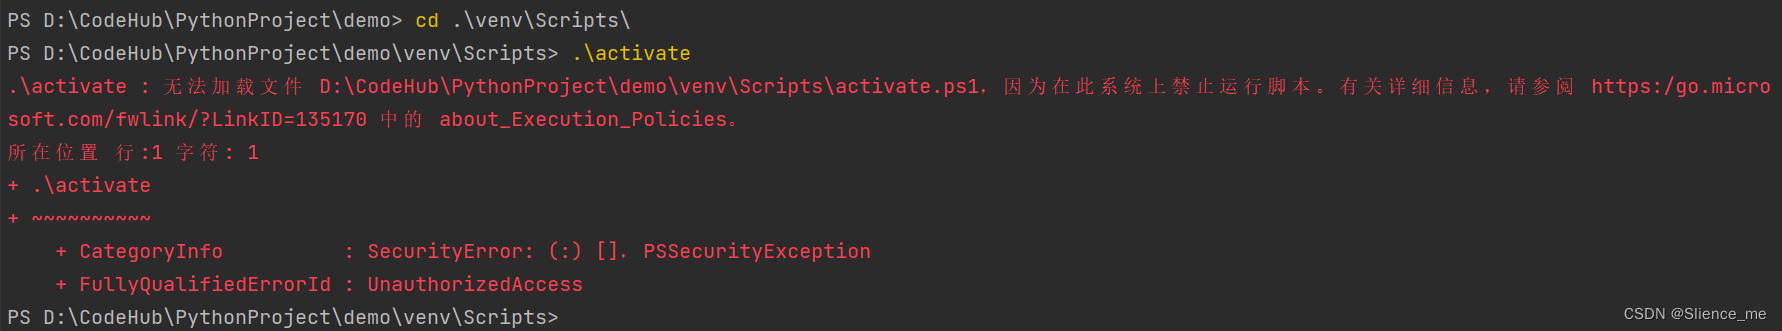 PS D:\CodeHub\PythonProject\demo> cd .\venv\Scripts\
PS D:\CodeHub\PythonProject\demo\venv\Scripts> .\activate
.\activate : 无法加载文件 D:\CodeHub\PythonProject\demo\venv\Scripts\activate.ps1，因为在此系统上禁止运行脚本。有关详细信息，请参阅 https:/go.micro
soft.com/fwlink/?LinkID=135170 中的 about_Execution_Policies。
所在位置 行:1 字符: 1
+ .\activate
+ ~~~~~~~~~~
    + CategoryInfo          : SecurityError: (:) []，PSSecurityException
    + FullyQualifiedErrorId : UnauthorizedAccess
PS D:\CodeHub\PythonProject\demo\venv\Scripts>
CSDN @Slience_me